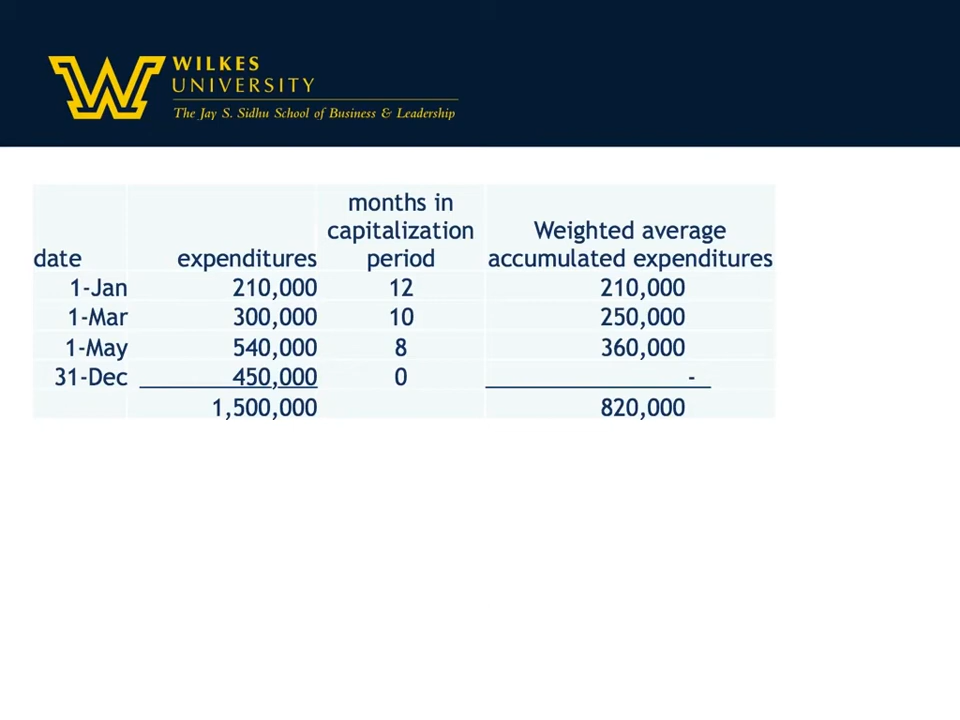 WILKES
UNIVERSITY
The Jay S. Sidhu School of Business & Leadership
months in
capitalization Weighted average
date expenditures period accumulated expenditures
1-Jan 210,000 12 210,000
1-Mar 300,000 10 250,000
1-May 540,000 8 360,000
31-Dec 450,000 0 -
1,500,000 820,000